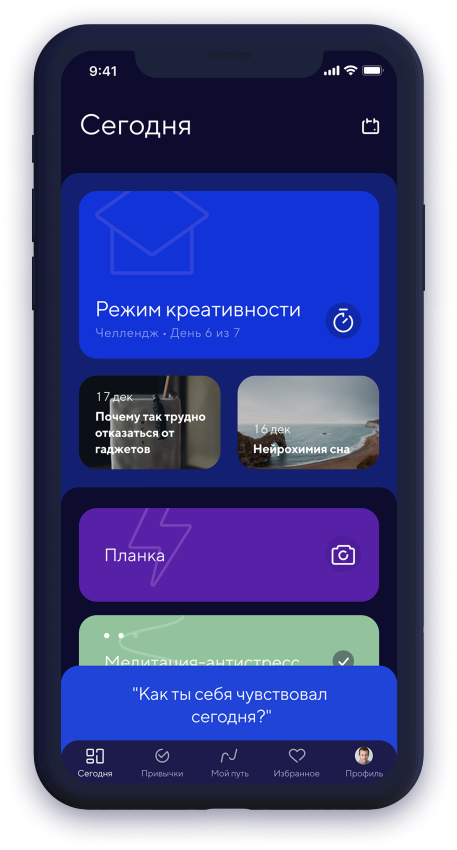 9:41
Сегодня
Режим креативности
Челлендж • День 6 из 7
17 дек
Почему так трудно
отказаться от
гаджетов
16 дек
Нейрохимия сна
Планка
Медитация-антистресс
"Как ты себя чувствовал
сегодня?"
Сегодня
Привычки
Мой путь
Избранное
Профиль